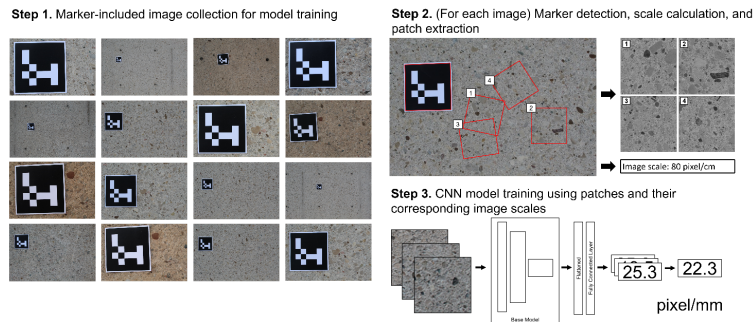 Step 1. Marker-included image collection for model training
Step 2. (For each image) Marker detection, scale calculation, and
patch extraction
1
2
3
4
1
2
3
4
Image scale: 80 pixel/cm
Step 3. CNN model training using patches and their
corresponding image scales
Flattened
Fully Connected Layer
Base Model
25.3
22.3
pixel/mm